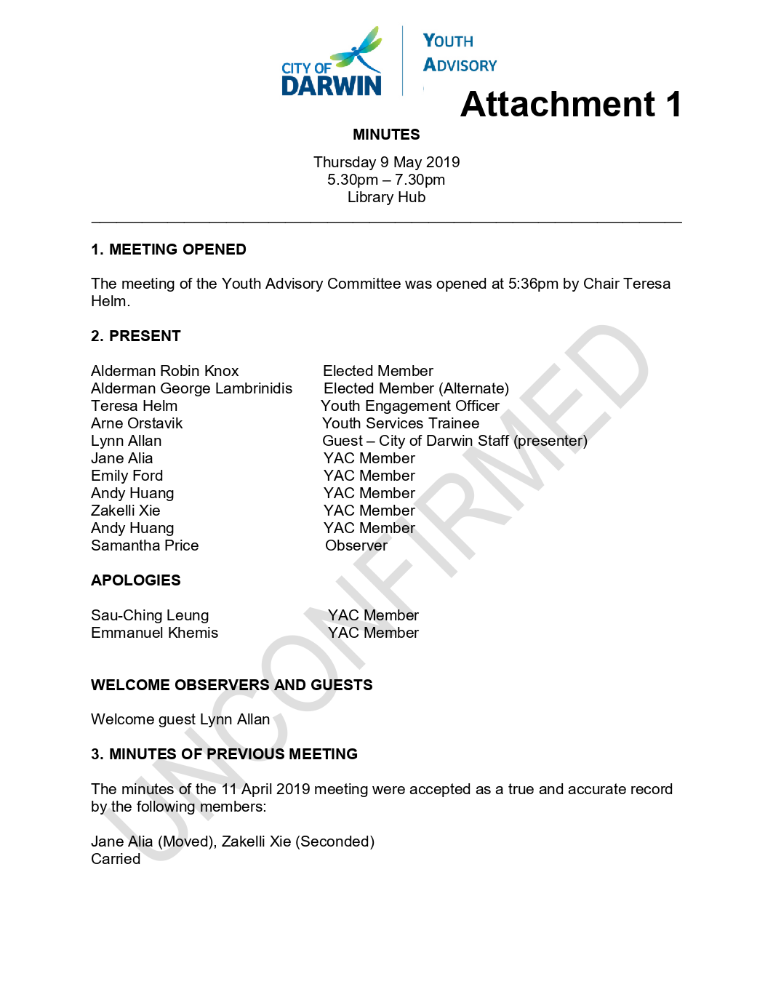 CITY OF
DARWIN
YOUTH
ADVISORY
Attachment 1
MINUTES
Thursday 9 May 2019
5.30pm – 7.30pm
Library Hub
1. MEETING OPENED
The meeting of the Youth Advisory Committee was opened at 5:36pm by Chair Teresa
Helm.
2. PRESENT
Alderman Robin Knox Elected Member
Alderman George Lambrinidis Elected Member (Alternate)
Teresa Helm Youth Engagement Officer
Arne Orstavik Youth Services Trainee
Lynn Allan Guest – City of Darwin Staff (presenter)
Jane Alia YAC Member
Emily Ford YAC Member
Andy Huang YAC Member
Zakelli Xie YAC Member
Andy Huang YAC Member
Samantha Price Observer
APOLOGIES
Sau-Ching Leung YAC Member
Emmanuel Khemis YAC Member
WELCOME OBSERVERS AND GUESTS
Welcome guest Lynn Allan
3. MINUTES OF PREVIOUS MEETING
The minutes of the 11 April 2019 meeting were accepted as a true and accurate record
by the following members:
Jane Alia (Moved), Zakelli Xie (Seconded)
Carried
UNCONFIRMED